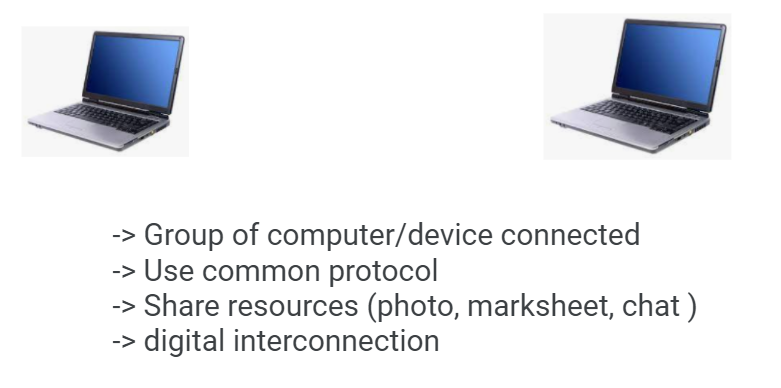 -> Group of computer/device connected
-> Use common protocol
-> Share resources (photo, marksheet, chat )
-> digital interconnection